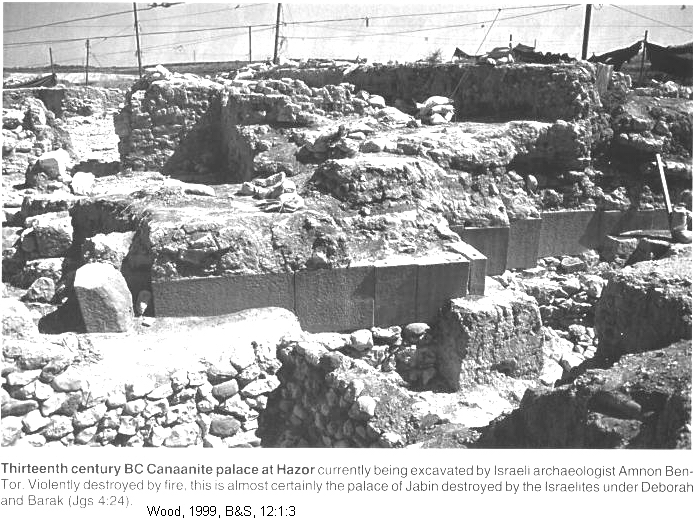 Thirteenth century BC Canaanite palace at Hazor currently being excavated by Israeli archaeologist Amnon Ben-
Tor. Violently destroyed by fire, this is almost certainly the palace of Jabin destroyed by the Israelites under Deborah
and Barak (Jgs 4:24).
Wood, 1999, B&S, 12:1:3